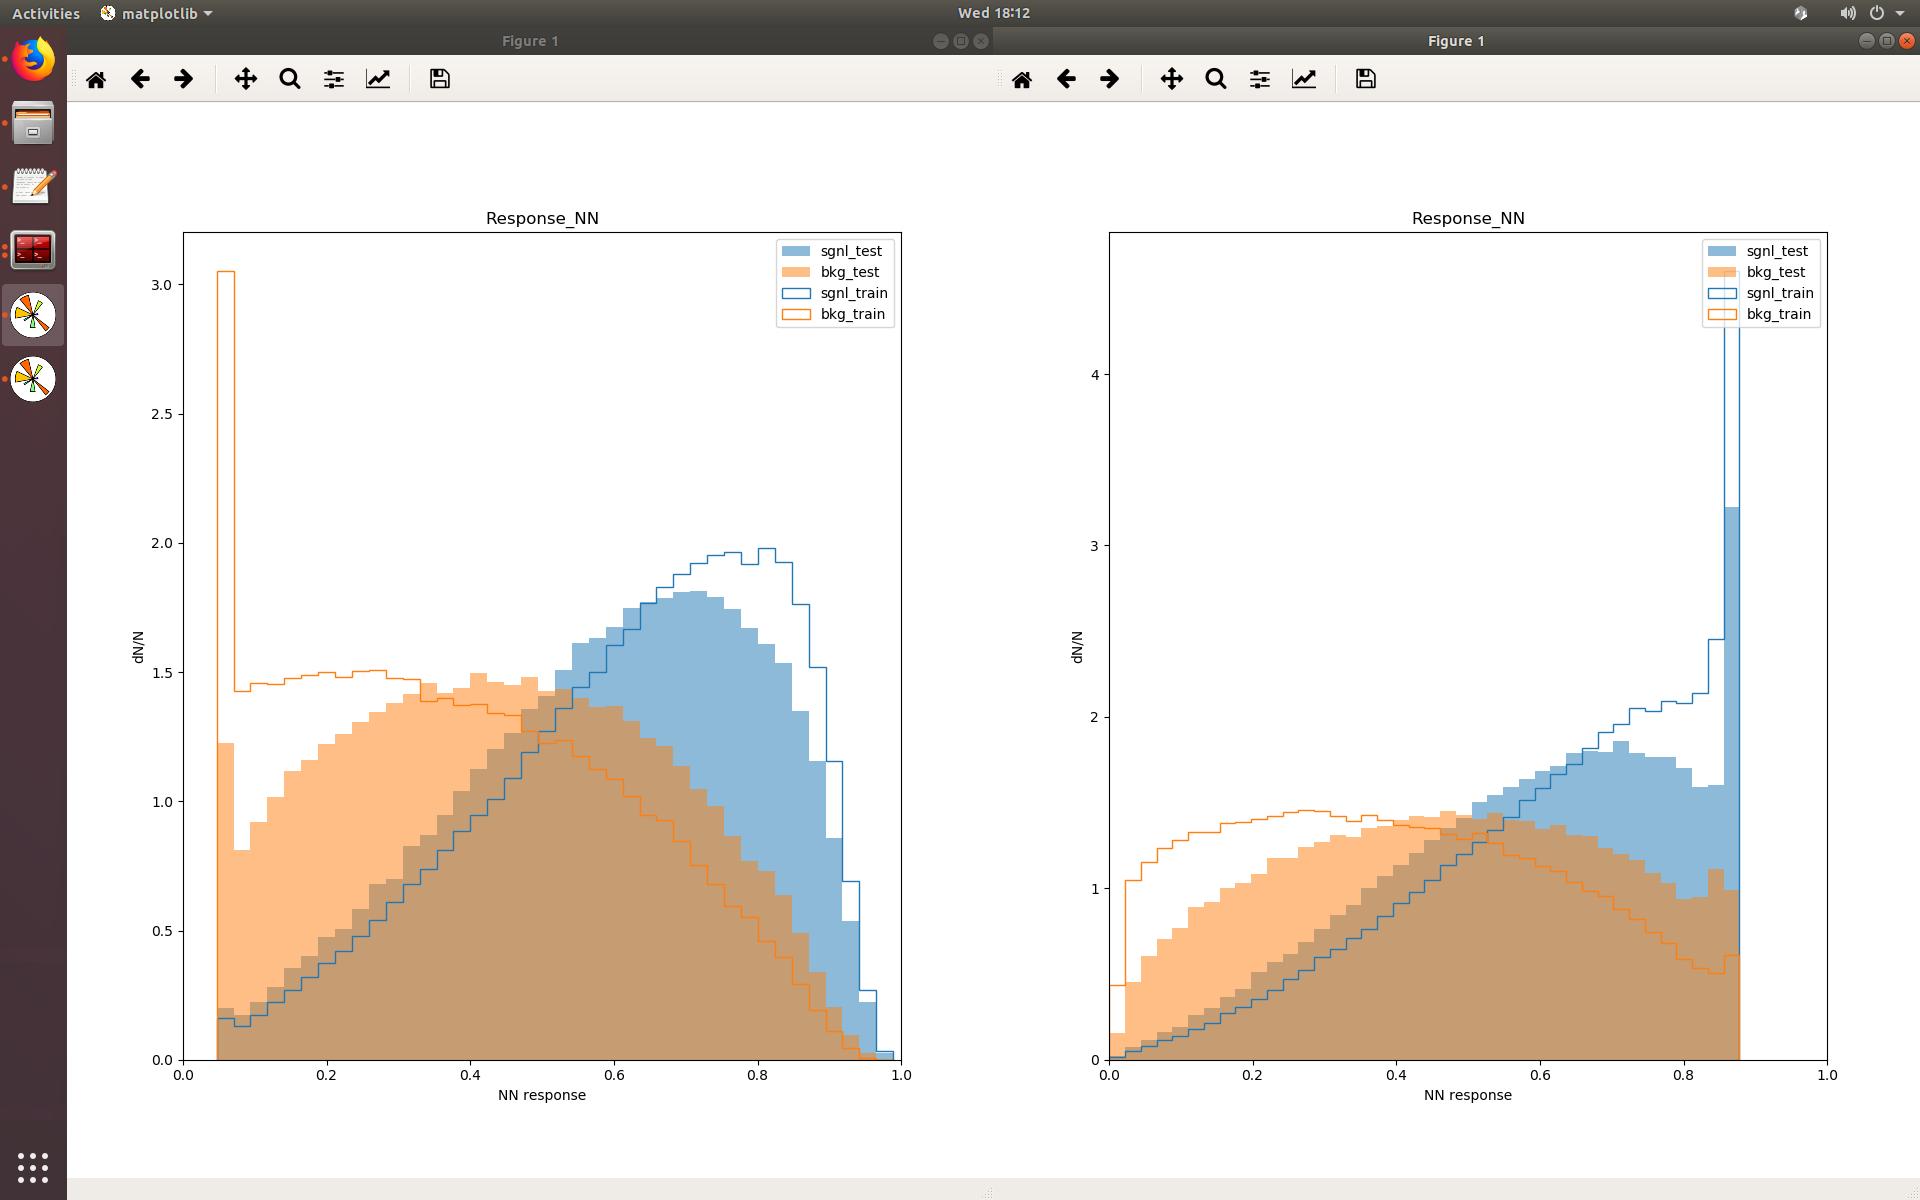 Activities matplotlib Wed 18:12
Figure 1
Figure 1
Response_NN
sgnl_test
bkg_test
sgnl_train
bkg_train
3.0
2.5
2.0
1.5
1.0
0.5
0.0
dN/N
0.0 0.2 0.4 0.6 0.8 1.0
NN response
Response_NN
sgnl_test
bkg_test
sgnl_train
bkg_train
4
3
2
1
0
dN/N
0.0 0.2 0.4 0.6 0.8 1.0
NN response